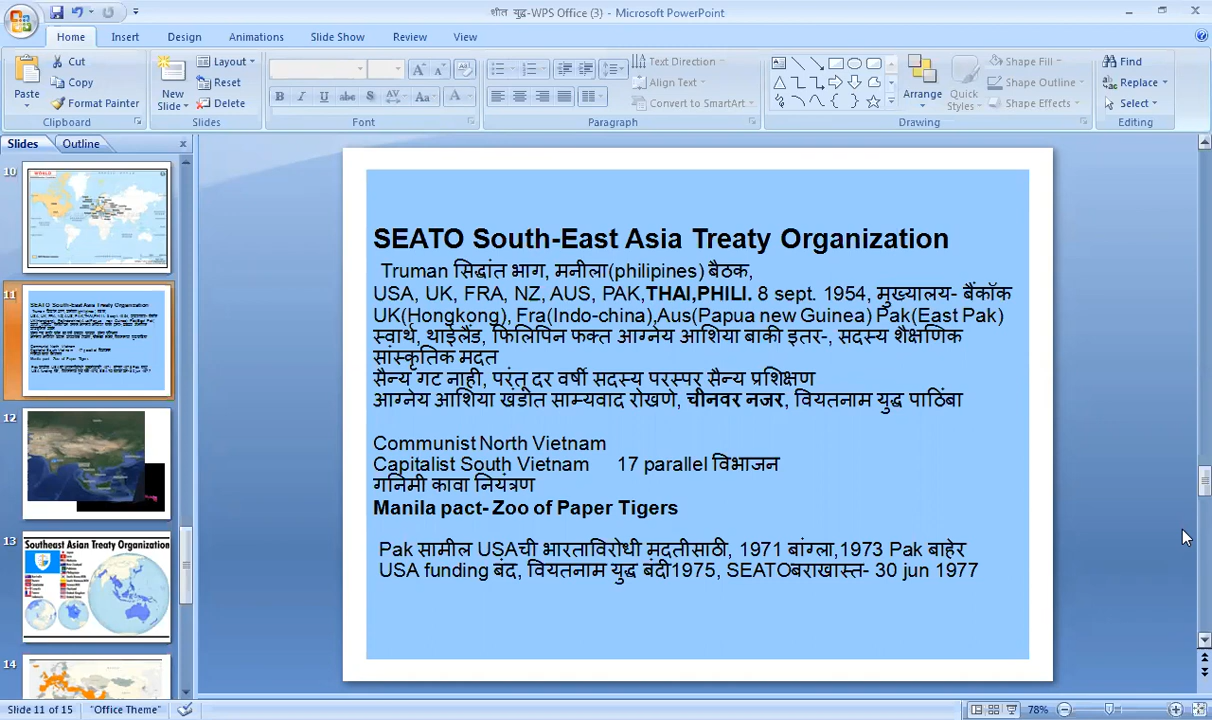 शीत युद्ध-WPS Office (3) - Microsoft PowerPoint
Home Insert Design Animations Slide Show Review View
Paste
Cut
Copy
Format Painter
Clipboard
New Slide
Layout
Reset
Delete
Slides
Font
Text Direction
Align Text
Convert to SmartArt
Paragraph
Arrange
Quick Styles
Shape Fill
Shape Outline
Shape Effects
Drawing
Find
Replace
Select
Editing
Slides Outline
10
11
12
13
Southeast Asian Treaty Organization
14
SEATO South-East Asia Treaty Organization
Truman सिद्धांत भाग, मनीला(philipines) बैठक,
USA, UK, FRA, NZ, AUS, PAK,THAI,PHILI. 8 sept. 1954, मुख्यालय- बैंकॉक
UK(Hongkong), Fra(Indo-china),Aus(Papua new Guinea) Pak(East Pak)
स्वार्थ, थाईलैंड, फिलिपिन फक्त आग्नेय आशिया बाकी इतर-, सदस्य शैक्षणिक
सांस्कृतिक मदत
सैन्य गट नाही, परंतू दर वर्षी सदस्य परस्पर सैन्य प्रशिक्षण
आग्नेय आशिया खंडात साम्यवाद रोखणे, चीनवर नजर, वियतनाम युद्ध पाठिंबा
Communist North Vietnam
Capitalist South Vietnam 17 parallel विभाजन
गनिमी कावा नियंत्रण
Manila pact- Zoo of Paper Tigers
Pak सामील USAची भारताविरोधी मदतीसाठी, 1971 बांग्ला,1973 Pak बाहेर
USA funding बंद, वियतनाम युद्ध बंदी1975, SEATOबराखास्त- 30 jun 1977
Slide 11 of 15 "Office Theme" 78%